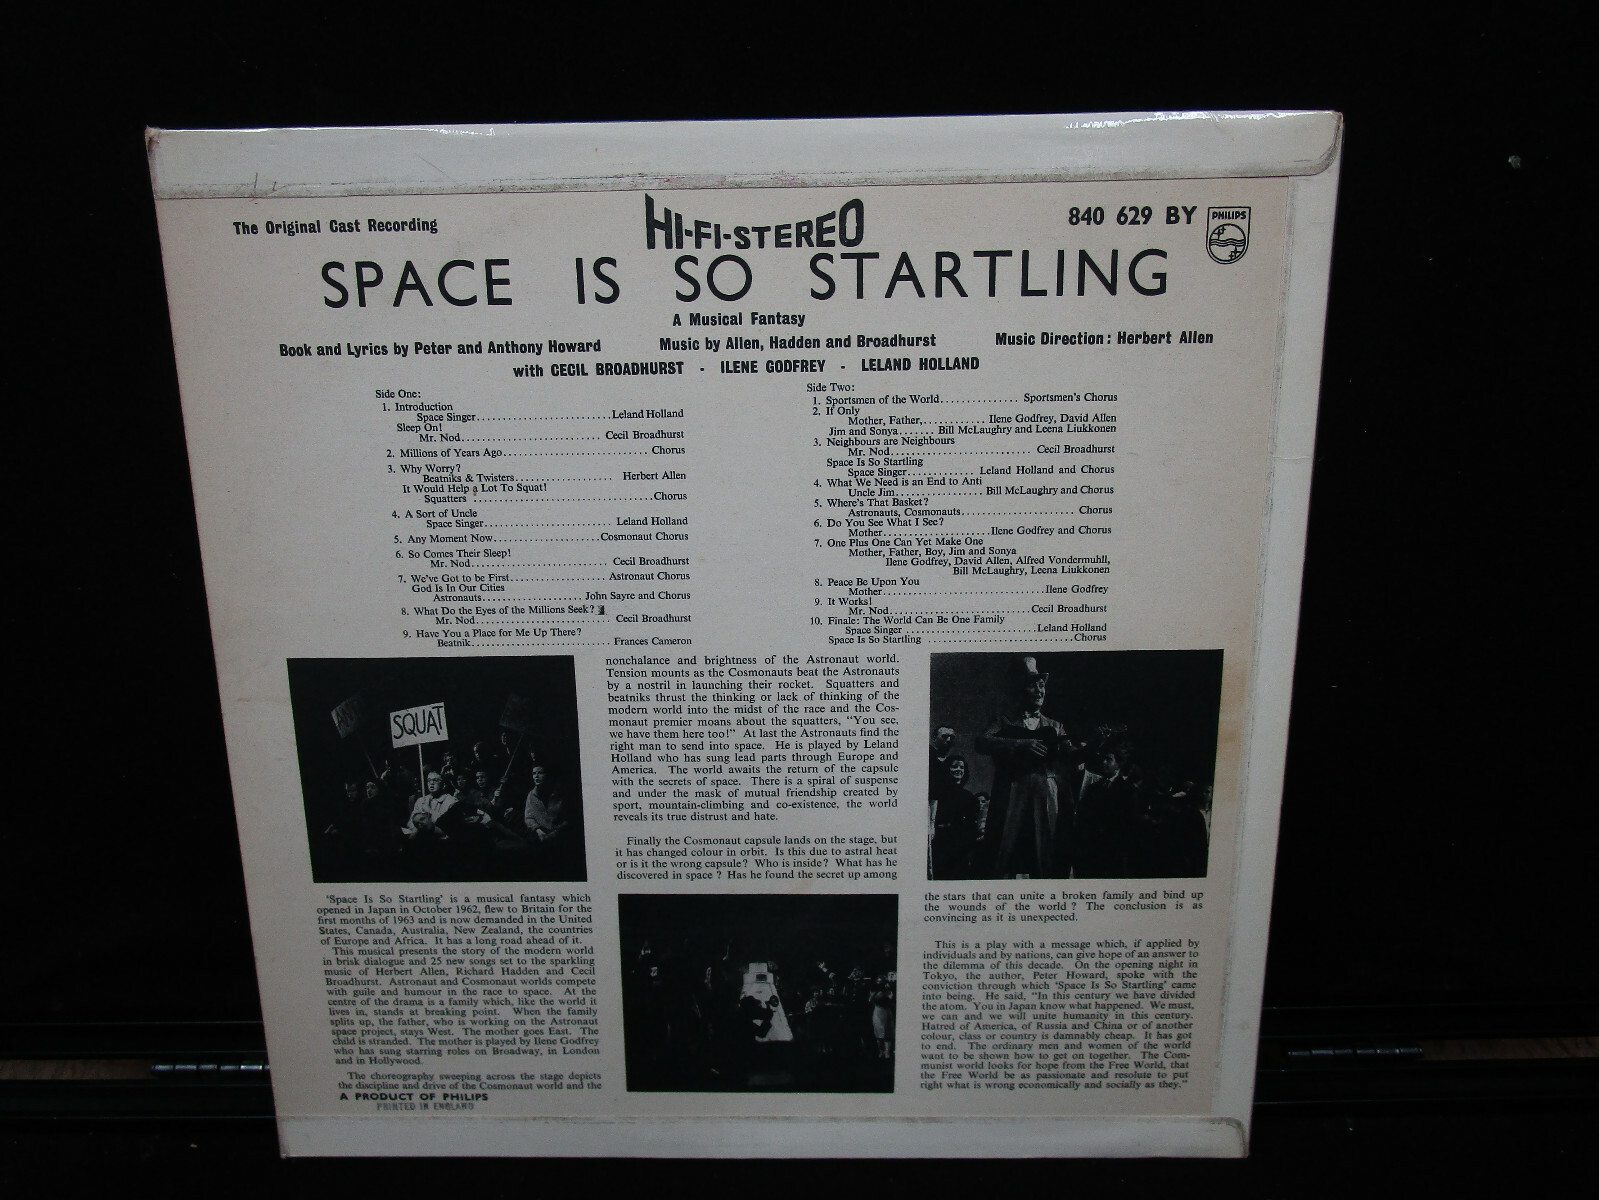 The Original Cast Recording
HI-FI-STEREO
840 629 BY
PHILIPS
SPACE IS SO STARTLING
A Musical Fantasy
Book and Lyrics by Peter and Anthony Howard
Music by Allen, Hadden and Broadhurst
Music Direction: Herbert Allen
with CECIL BROADHURST - ILENE GODFREY - LELAND HOLLAND
Side One:
1. Introduction
Space Singer........................Leland Holland
Sleep On!
Mr. Nod......................... Cecil Broadhurst
2. Millions of Years Ago.......................... Chorus
3. Why Worry?
Beatniks & Twisters.................. Herbert Allen
It Would Help a Lot To Squat!
Squatters .................................Chorus
4. A Sort of Uncle
Space Singer....................... Leland Holland
5. Any Moment Now...................Cosmonaut Chorus
6. So Comes Their Sleep!
Mr. Nod........................... Cecil Broadhurst
7. We've Got to be First................. Astronaut Chorus
God Is In Our Cities
Astronauts.................. John Sayre and Chorus
8. What Do the Eyes of the Millions Seek?
Mr. Nod........................ Cecil Broadhurst
9. Have You a Place for Me Up There?
Beatnik......................... Frances Cameron
Side Two:
1. Sportsmen of the World.............. Sportsmen's Chorus
2. If Only
Mother, Father,............ Ilene Godfrey, David Allen
Jim and Sonya....... Bill McLaughry and Leena Liukkonen
3. Neighbours are Neighbours
Mr. Nod......................... Cecil Broadhurst
Space Is So Startling
Space Singer............ Leland Holland and Chorus
4. What We Need is an End to Anti
Uncle Jim............... Bill McLaughry and Chorus
5. Where's That Basket?
Astronauts, Cosmonauts.................... Chorus
6. Do You See What I See?
Mother...................Ilene Godfrey and Chorus
7. One Plus One Can Yet Make One
Mother, Father, Boy, Jim and Sonya
Ilene Godfrey, David Allen, Alfred Vondermuhll,
Bill McLaughry, Leena Liukkonen
8. Peace Be Upon You
Mother.............................Ilene Godfrey
9. It Works!
Mr. Nod.........................Cecil Broadhurst
10. Finale: The World Can Be One Family
Space Singer .......................Leland Holland
Space Is So Startling ..........................Chorus
SQUAT
'Space Is So Startling' is a musical fantasy which
opened in Japan in October 1962, flew to Britain for the
first months of 1963 and is now demanded in the United
States, Canada, Australia, New Zealand, the countries
of Europe and Africa. It has a long road ahead of it.
This musical presents the story of the modern world
in brisk dialogue and 25 new songs set to the sparkling
music of Herbert Allen, Richard Hadden and Cecil
Broadhurst. Astronaut and Cosmonaut worlds compete
with guile and humour in the race to space. At the
centre of the drama is a family which, like the world it
lives in, stands at breaking point. When the family
splits up, the father, who is working on the Astronaut
space project, stays West. The mother goes East. The
child is stranded. The mother is played by Ilene Godfrey
who has sung starring roles on Broadway, in London
and in Hollywood.
The choreography sweeping across the stage depicts
the discipline and drive of the Cosmonaut world and the
A PRODUCT OF PHILIPS
PRINTED IN ENGLAND
nonchalance and brightness of the Astronaut world.
Tension mounts as the Cosmonauts beat the Astronauts
by a nostril in launching their rocket. Squatters and
beatniks thrust the thinking or lack of thinking of the
modern world into the midst of the race and the Cos-
monaut premier moans about the squatters, "You see,
we have them here too!" At last the Astronauts find the
right man to send into space. He is played by Leland
Holland who has sung lead parts through Europe and
America. The world awaits the return of the capsule
with the secrets of space. There is a spiral of suspense
and under the mask of mutual friendship created by
sport, mountain-climbing and co-existence, the world
reveals its true distrust and hate.
Finally the Cosmonaut capsule lands on the stage, but
it has changed colour in orbit. Is this due to astral heat
or is it the wrong capsule? Who is inside? What has he
discovered in space ? Has he found the secret up among
the stars that can unite a broken family and bind up
the wounds of the world ? The conclusion is as
convincing as it is unexpected.
This is a play with a message which, if applied by
individuals and by nations, can give hope of an answer to
the dilemma of this decade. On the opening night in
Tokyo, the author, Peter Howard, spoke with the
conviction through which 'Space Is So Startling' came
into being. He said, "In this century we have divided
the atom. You in Japan know what happened. We must,
we can and we will unite humanity in this century.
Hatred of America, of Russia and China or of another
colour, class or country is damnably cheap. It has got
to end. The ordinary men and women of the world
want to be shown how to get on together. The Com-
munist world looks for hope from the Free World, that
the Free World be as passionate and resolute to put
right what is wrong economically and socially as they."